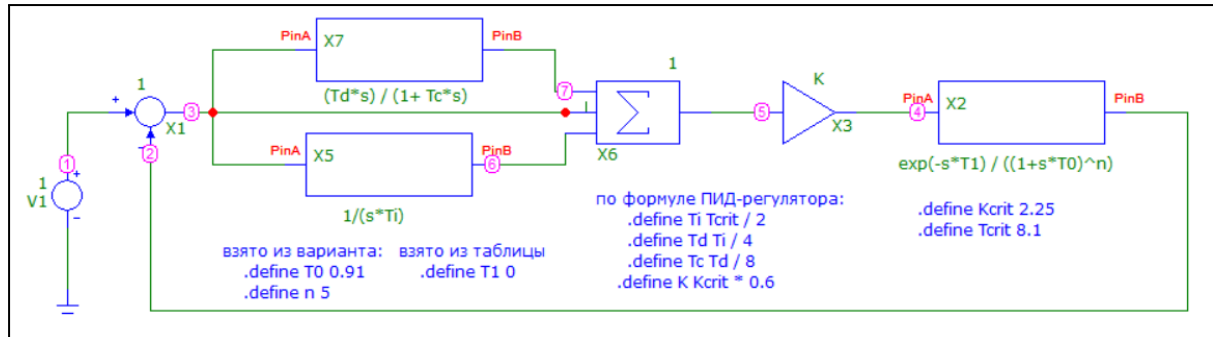 PinA
X7
PinB
(Td*s) / (1+ Tc*s)
1
+
-
X1
3
2
1
1
V1
+
-
PinA
X5
PinB
6
1/(s*Ti)
7
1
X6
5
K
X3
PinA
4
X2
PinB
exp(-s*T1) / ((1+s*T0)^n)
взято из варианта:
.define T0 0.91
.define n 5
взято из таблицы
.define T1 0
по формуле ПИД-регулятора:
.define Ti Tcrit / 2
.define Td Ti / 4
.define Tc Td / 8
.define K Kcrit * 0.6
.define Kcrit 2.25
.define Tcrit 8.1